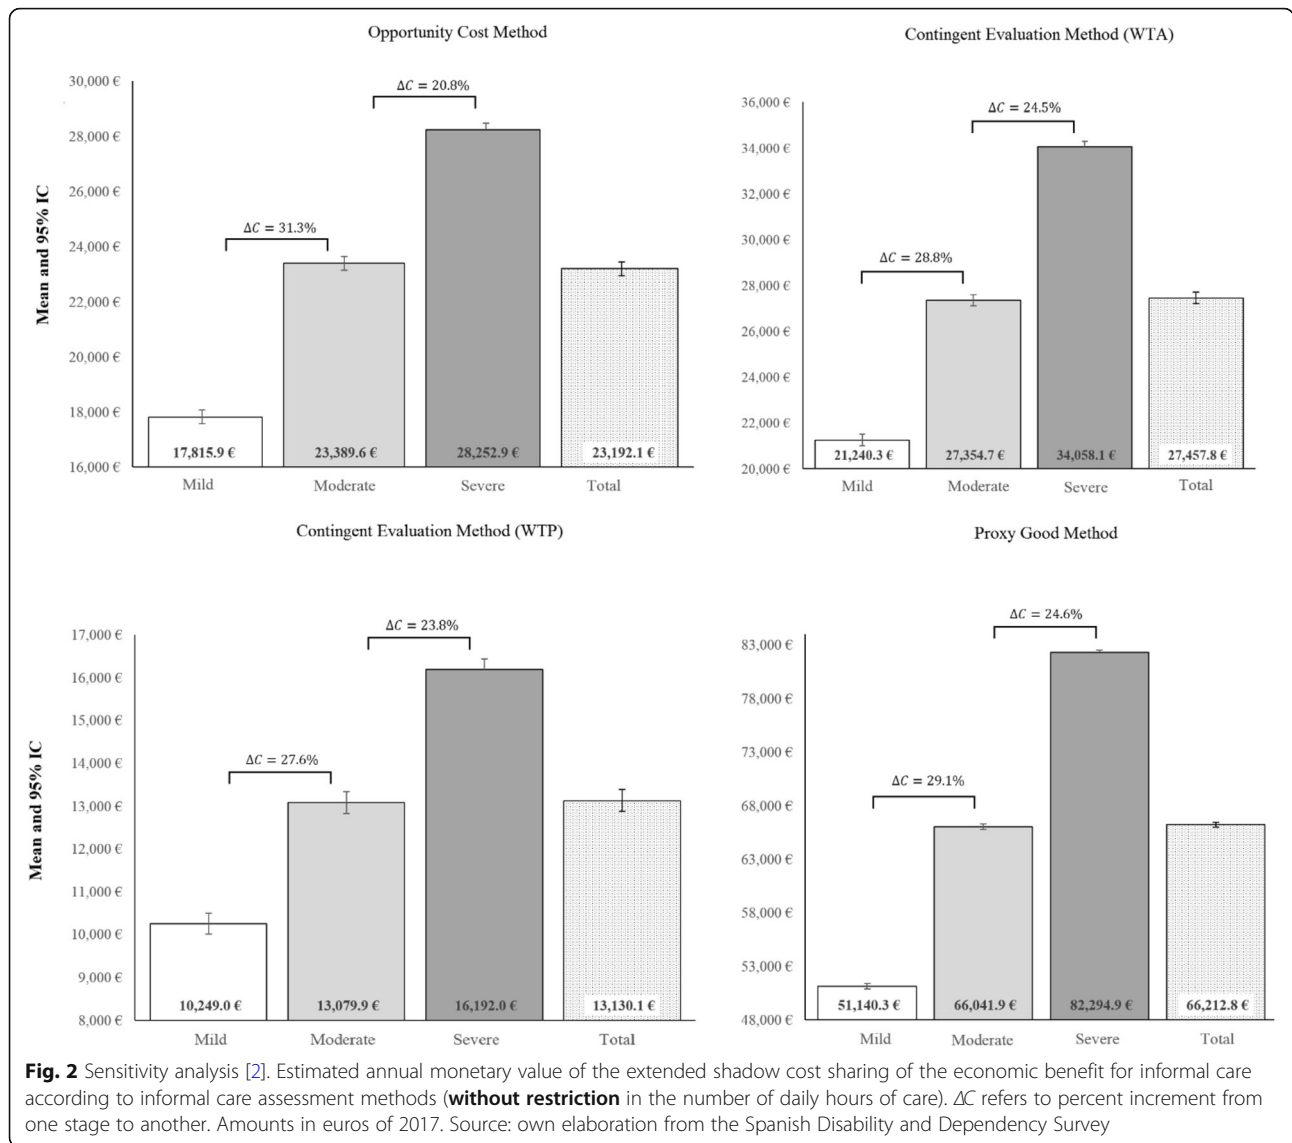 Opportunity Cost Method
Mean and 95% IC
30,000 €
28,000 €
26,000 €
24,000 €
22,000 €
20,000 €
18,000 €
16,000 €
ΔC = 31.3%
ΔC = 20.8%
17,815.9 €
23,389.6 €
28,252.9 €
23,192.1 €
Mild
Moderate
Severe
Total
Contingent Evaluation Method (WTA)
36,000 €
34,000 €
32,000 €
30,000 €
28,000 €
26,000 €
24,000 €
22,000 €
20,000 €
ΔC = 28.8%
ΔC = 24.5%
21,240.3 €
27,354.7 €
34,058.1 €
27,457.8 €
Mild
Moderate
Severe
Total
Contingent Evaluation Method (WTP)
Mean and 95% IC
17,000 €
16,000 €
15,000 €
14,000 €
13,000 €
12,000 €
11,000 €
10,000 €
9,000 €
8,000 €
ΔC = 27.6%
ΔC = 23.8%
10,249.0 €
13,079.9 €
16,192.0 €
13,130.1 €
Mild
Moderate
Severe
Total
Proxy Good Method
83,000 €
78,000 €
73,000 €
68,000 €
63,000 €
58,000 €
53,000 €
48,000 €
ΔC = 29.1%
ΔC = 24.6%
51,140.3 €
66,041.9 €
82,294.9 €
66,212.8 €
Mild
Moderate
Severe
Total
Fig. 2 Sensitivity analysis [2]. Estimated annual monetary value of the extended shadow cost sharing of the economic benefit for informal care
according to informal care assessment methods (without restriction in the number of daily hours of care). ΔC refers to percent increment from
one stage to another. Amounts in euros of 2017. Source: own elaboration from the Spanish Disability and Dependency Survey